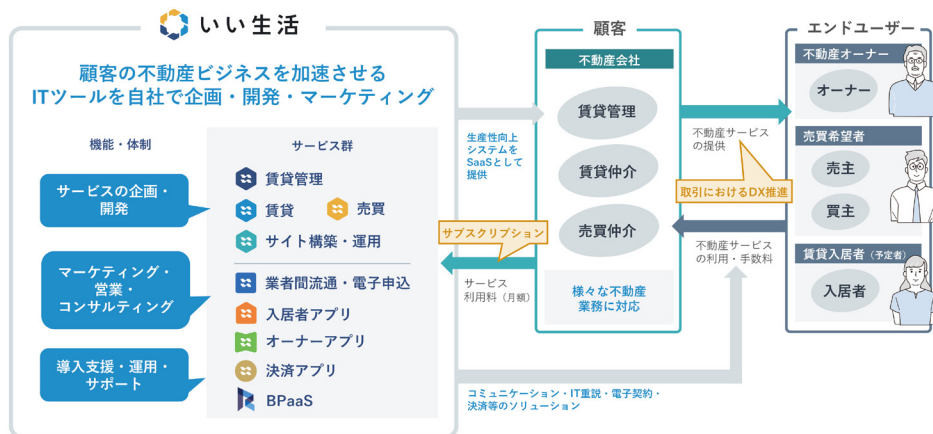 いい生活
顧客の不動産ビジネスを加速させる
ITツールを自社で企画・開発・マーケティング
機能・体制
サービスの企画・
開発
マーケティング・
営業・
コンサルティング
導入支援・運用・
サポート
サービス群
賃貸管理
賃貸
売買
サイト構築・運用
業者間流通・電子申込
入居者アプリ
オーナーアプリ
決済アプリ
BPaaS
生産性向上
システムを
SaaSとして
提供
サブスクリプション
サービス
利用料（月額）
顧客
不動産会社
賃貸管理
賃貸仲介
売買仲介
様々な不動産
業務に対応
不動産サービス
の提供
取引におけるDX推進
不動産サービス
の利用・手数料
コミュニケーション・IT重説・電子契約・
決済等のソリューション
エンドユーザー
不動産オーナー
オーナー
売買希望者
売主
買主
賃貸入居者（予定者）
入居者